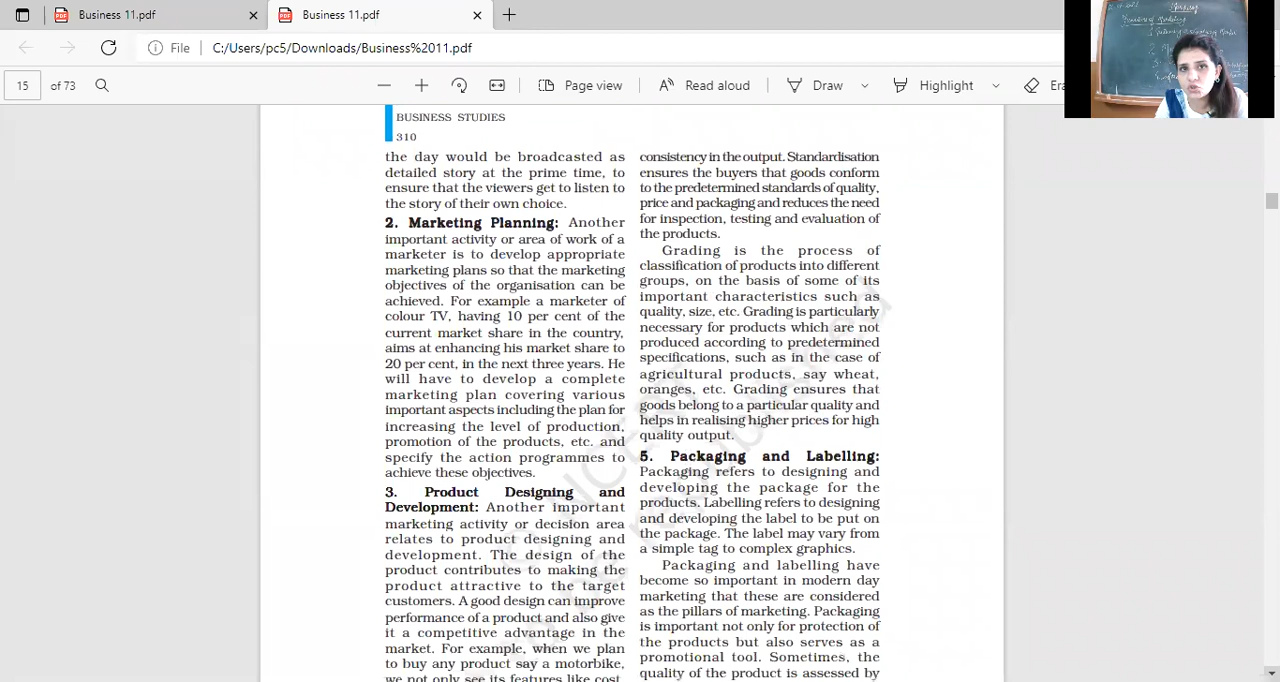 Business 11.pdf
Business 11.pdf
File
C:/Users/pc5/Downloads/Business%2011.pdf
15 of 73
Page view
Read aloud
Draw
Highlight
Era
BUSINESS STUDIES
310
the day would be broadcasted as
detailed story at the prime time, to
ensure that the viewers get to listen to
the story of their own choice.
2. Marketing Planning: Another
important activity or area of work of a
marketer is to develop appropriate
marketing plans so that the marketing
objectives of the organisation can be
achieved. For example a marketer of
colour TV, having 10 per cent of the
current market share in the country,
aims at enhancing his market share to
20 per cent, in the next three years. He
will have to develop a complete
marketing plan covering various
important aspects including the plan for
increasing the level of production,
promotion of the products, etc. and
specify the action programmes to
achieve these objectives.
3. Product Designing and
Development: Another important
marketing activity or decision area
relates to product designing and
development. The design of the
product contributes to making the
product attractive to the target
customers. A good design can improve
performance of a product and also give
it a competitive advantage in the
market. For example, when we plan
to buy any product say a motorbike,
we not only see its features like cost,
consistency in the output. Standardisation
ensures the buyers that goods conform
to the predetermined standards of quality,
price and packaging and reduces the need
for inspection, testing and evaluation of
the products.
Grading is the process of
classification of products into different
groups, on the basis of some of its
important characteristics such as
quality, size, etc. Grading is particularly
necessary for products which are not
produced according to predetermined
specifications, such as in the case of
agricultural products, say wheat,
oranges, etc. Grading ensures that
goods belong to a particular quality and
helps in realising higher prices for high
quality output.
5. Packaging and Labelling:
Packaging refers to designing and
developing the package for the
products. Labelling refers to designing
and developing the label to be put on
the package. The label may vary from
a simple tag to complex graphics.
Packaging and labelling have
become so important in modern day
marketing that these are considered
as the pillars of marketing. Packaging
is important not only for protection of
the products but also serves as a
promotional tool. Sometimes, the
quality of the product is assessed by